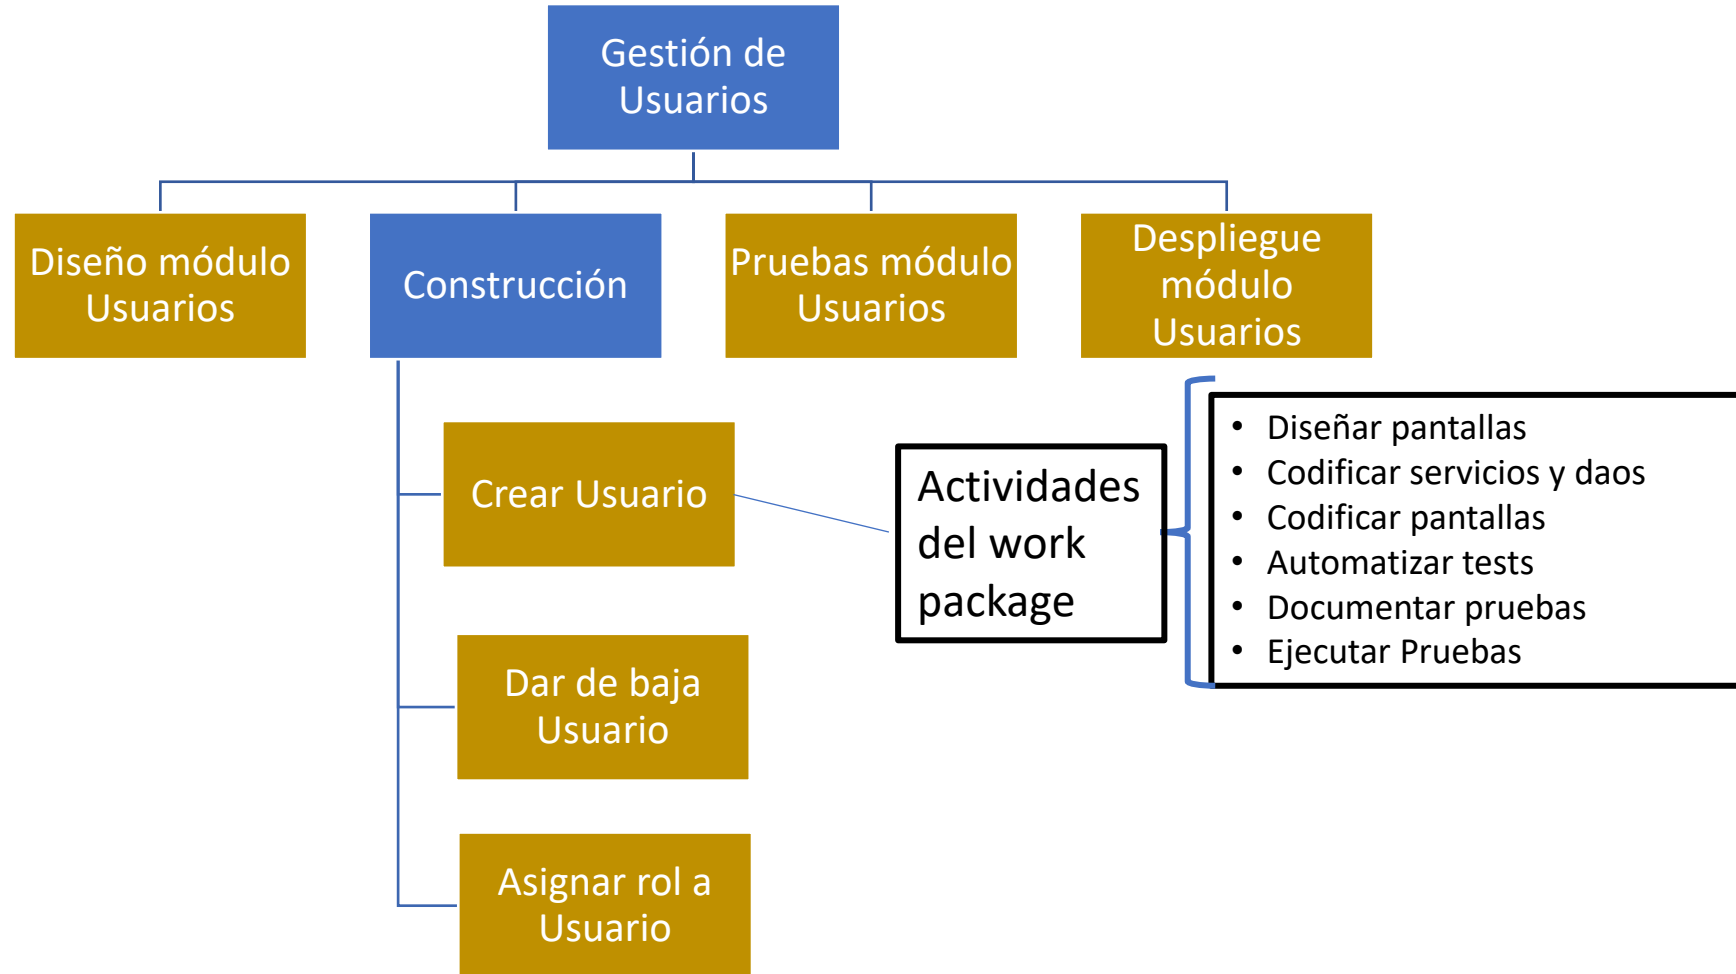 Gestión de
Usuarios
Diseño módulo
Usuarios
Construcción
Pruebas módulo
Usuarios
Despliegue
módulo
Usuarios
Crear Usuario
Actividades
del work
package
• Diseñar pantallas
• Codificar servicios y daos
• Codificar pantallas
• Automatizar tests
• Documentar pruebas
• Ejecutar Pruebas
Dar de baja
Usuario
Asignar rol a
Usuario